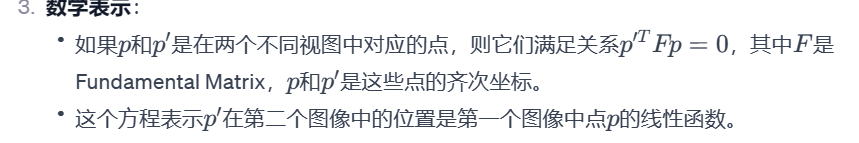 3. 数学表示：
• 如果p和p′是在两个不同视图中对应的点，则它们满足关系p′ᵀFp = 0，其中F是
Fundamental Matrix，p和p′是这些点的齐次坐标。
• 这个方程表示p′在第二个图像中的位置是第一个图像中点p的线性函数。